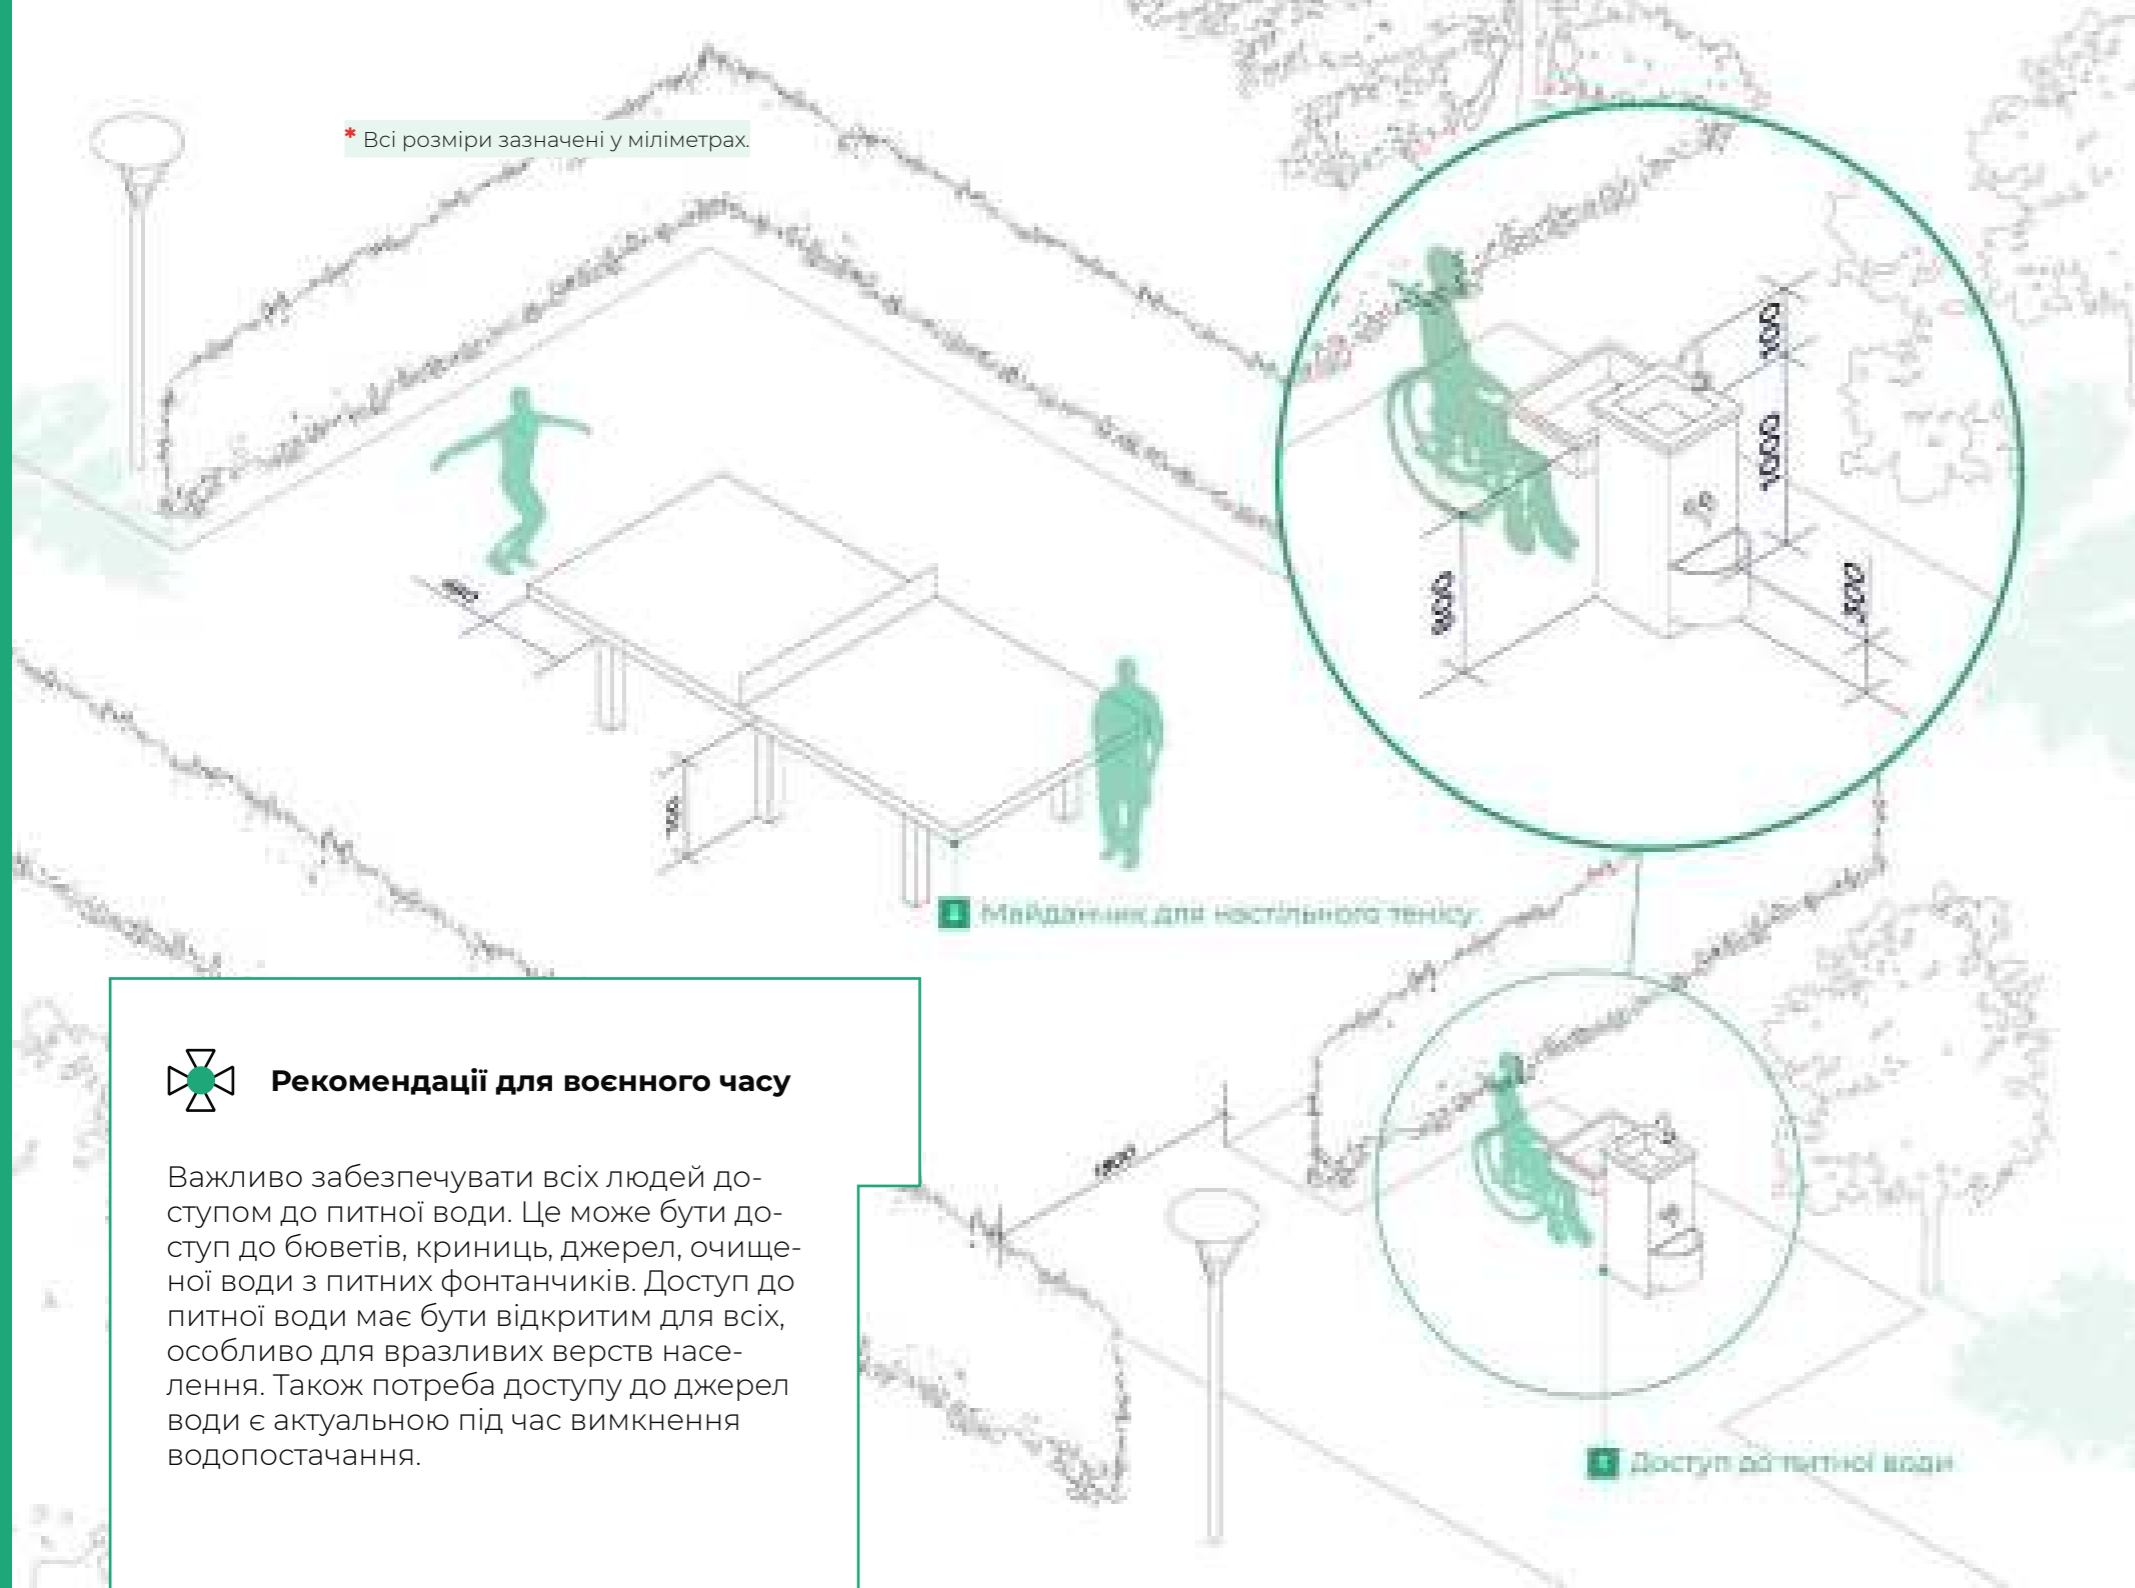 * Всі розміри зазначені у міліметрах.
Майданчик для настільного тенісу
1800
Рекомендації для воєнного часу
Важливо забезпечувати всіх людей до-
ступом до питної води. Це може бути до-
ступ до бюветів, криниць, джерел, очище-
ної води з питних фонтанчиків. Доступ до
питної води має бути відкритим для всіх,
особливо для вразливих верств насе-
лення. Також потреба доступу до джерел
води є актуальною під час вимкнення
водопостачання.
Доступ до питної води